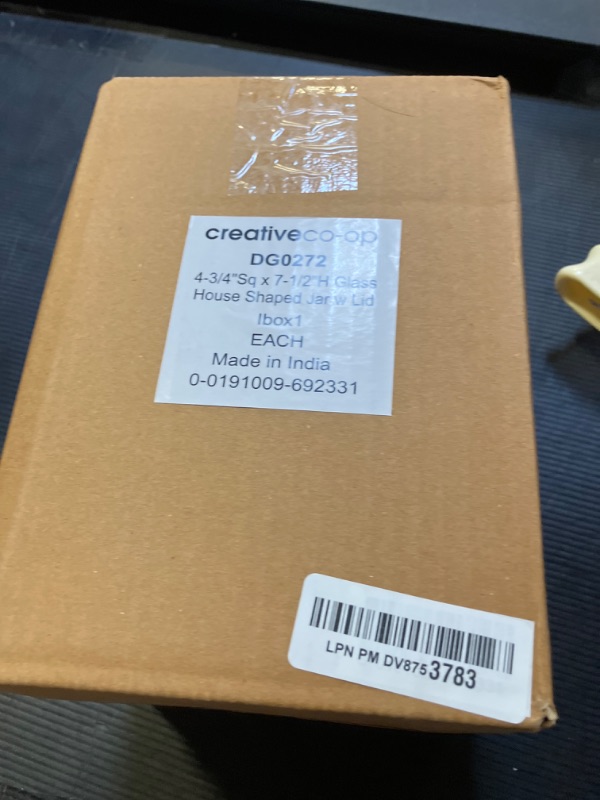 creativeco-op
DG0272
4-3/4"Sq x 7-1/2"H Glass
House Shaped Jar w Lid
Ibox1
EACH
Made in India
0-0191009-692331
LPN PM DV8753783